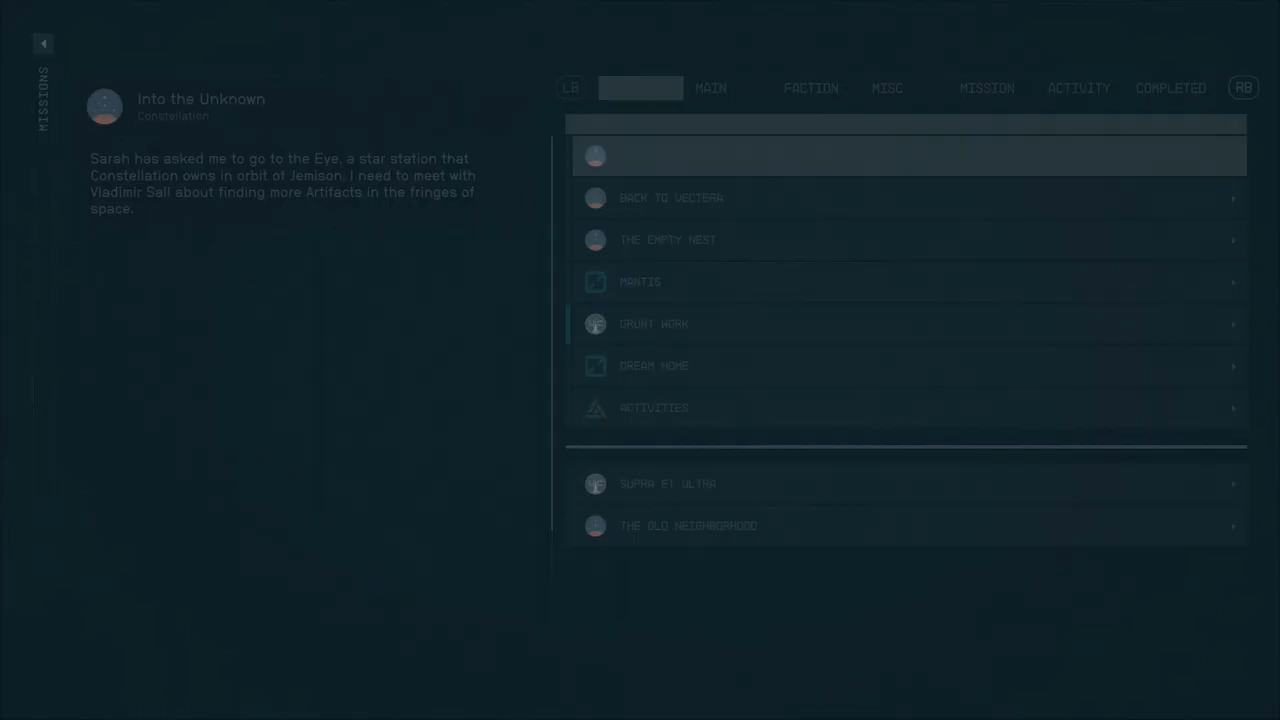 MISSIONS
Into the Unknown
Constellation
Sarah has asked me to go to the Eye, a star station that
Constellation owns in orbit of Jemison. I need to meet with
Vladimir Sall about finding more Artifacts in the fringes of
space.
LB MAIN FACTION MISC MISSION ACTIVITY COMPLETED RB
BACK TO VECTERA
THE EMPTY NEST
MANTIS
GRUNT WORK
DREAM HOME
ACTIVITIES
SUPRA ET ULTRA
THE OLD NEIGHBORHOOD